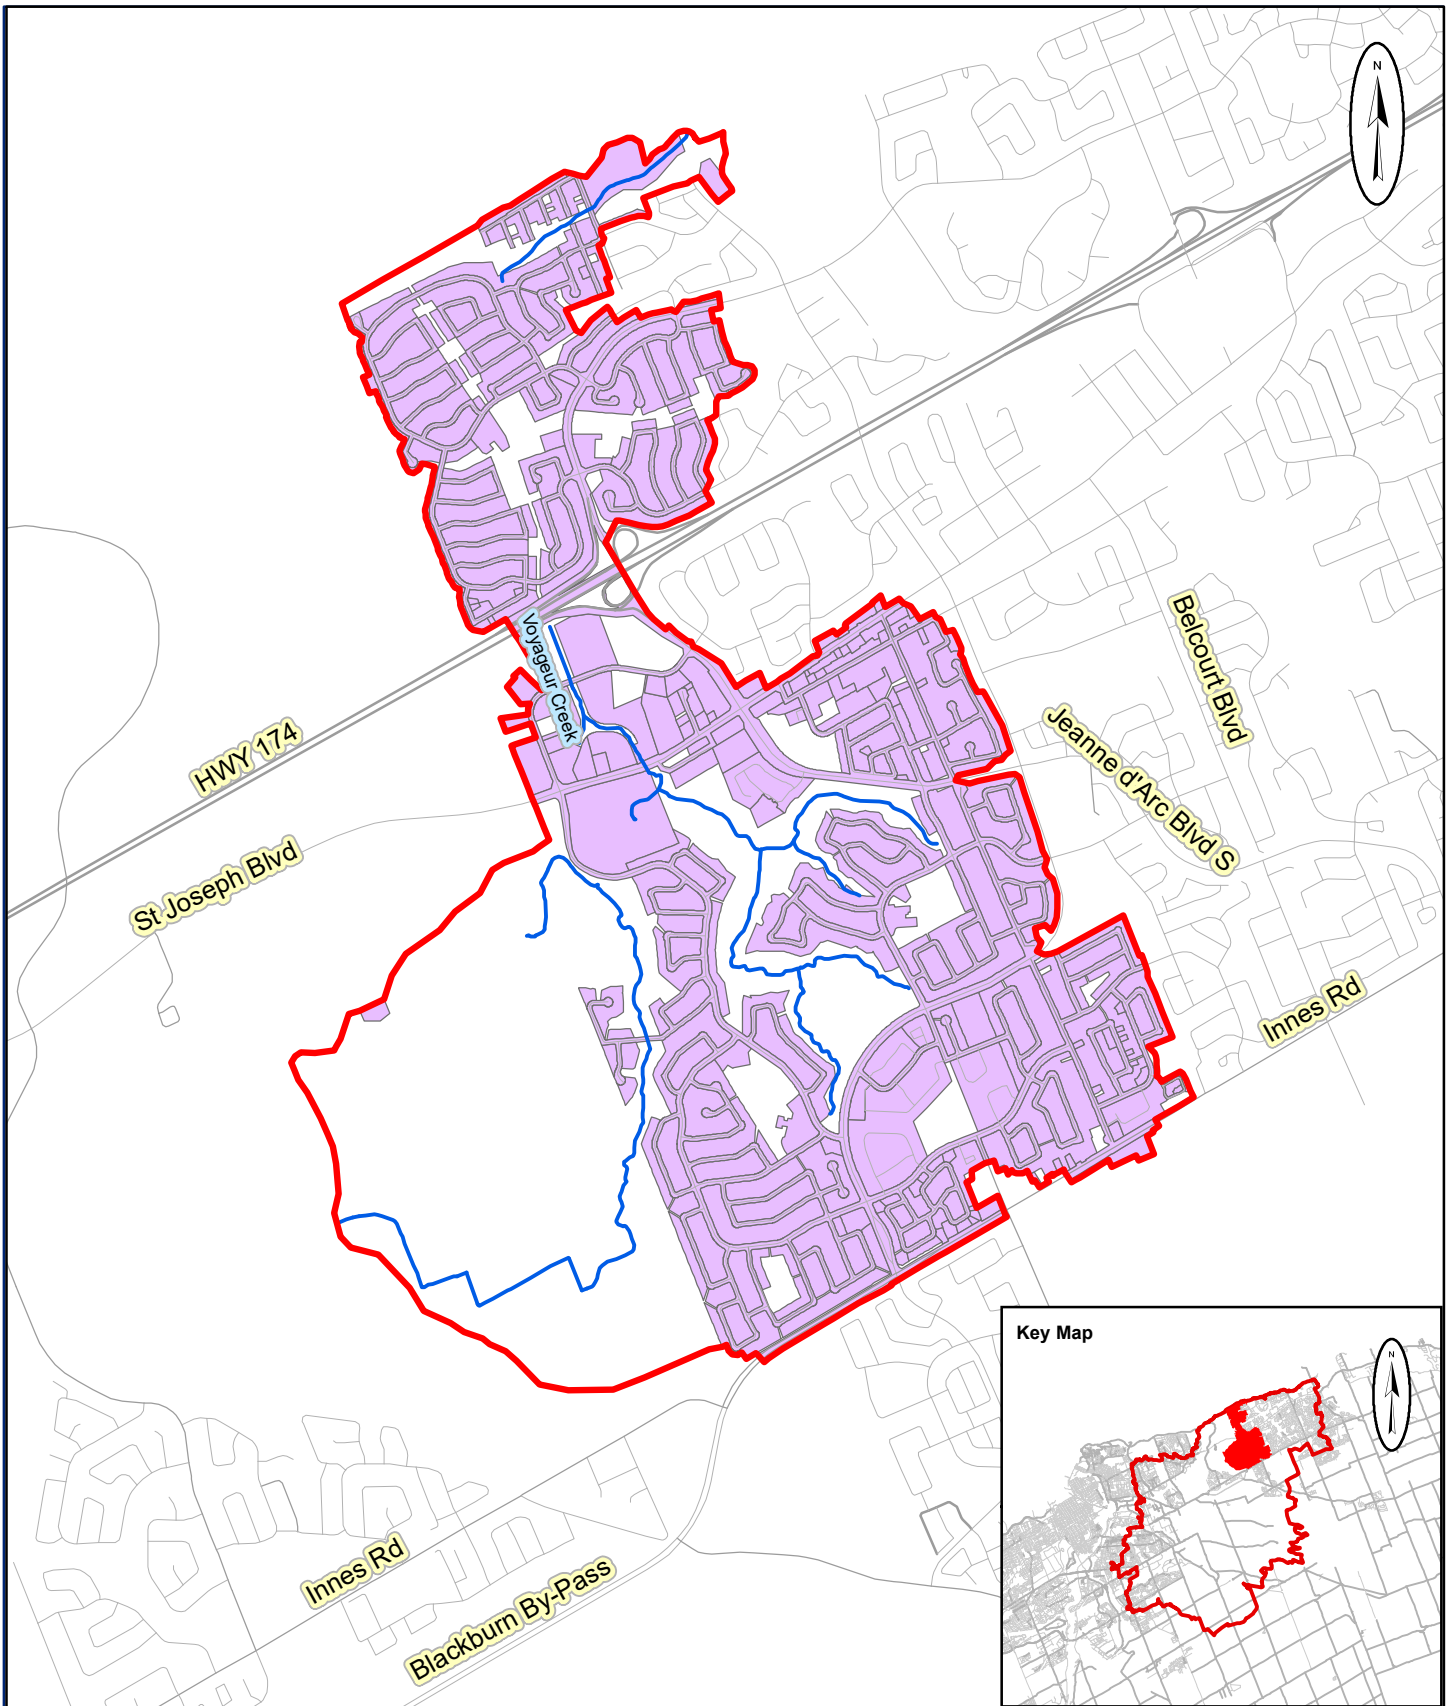 N
Voyageur Creek
Belcourt Blvd
HWY 174
Jeanne d'Arc Blvd S
St Joseph Blvd
Innes Rd
Key Map
N
Innes Rd
Blackburn By-Pass